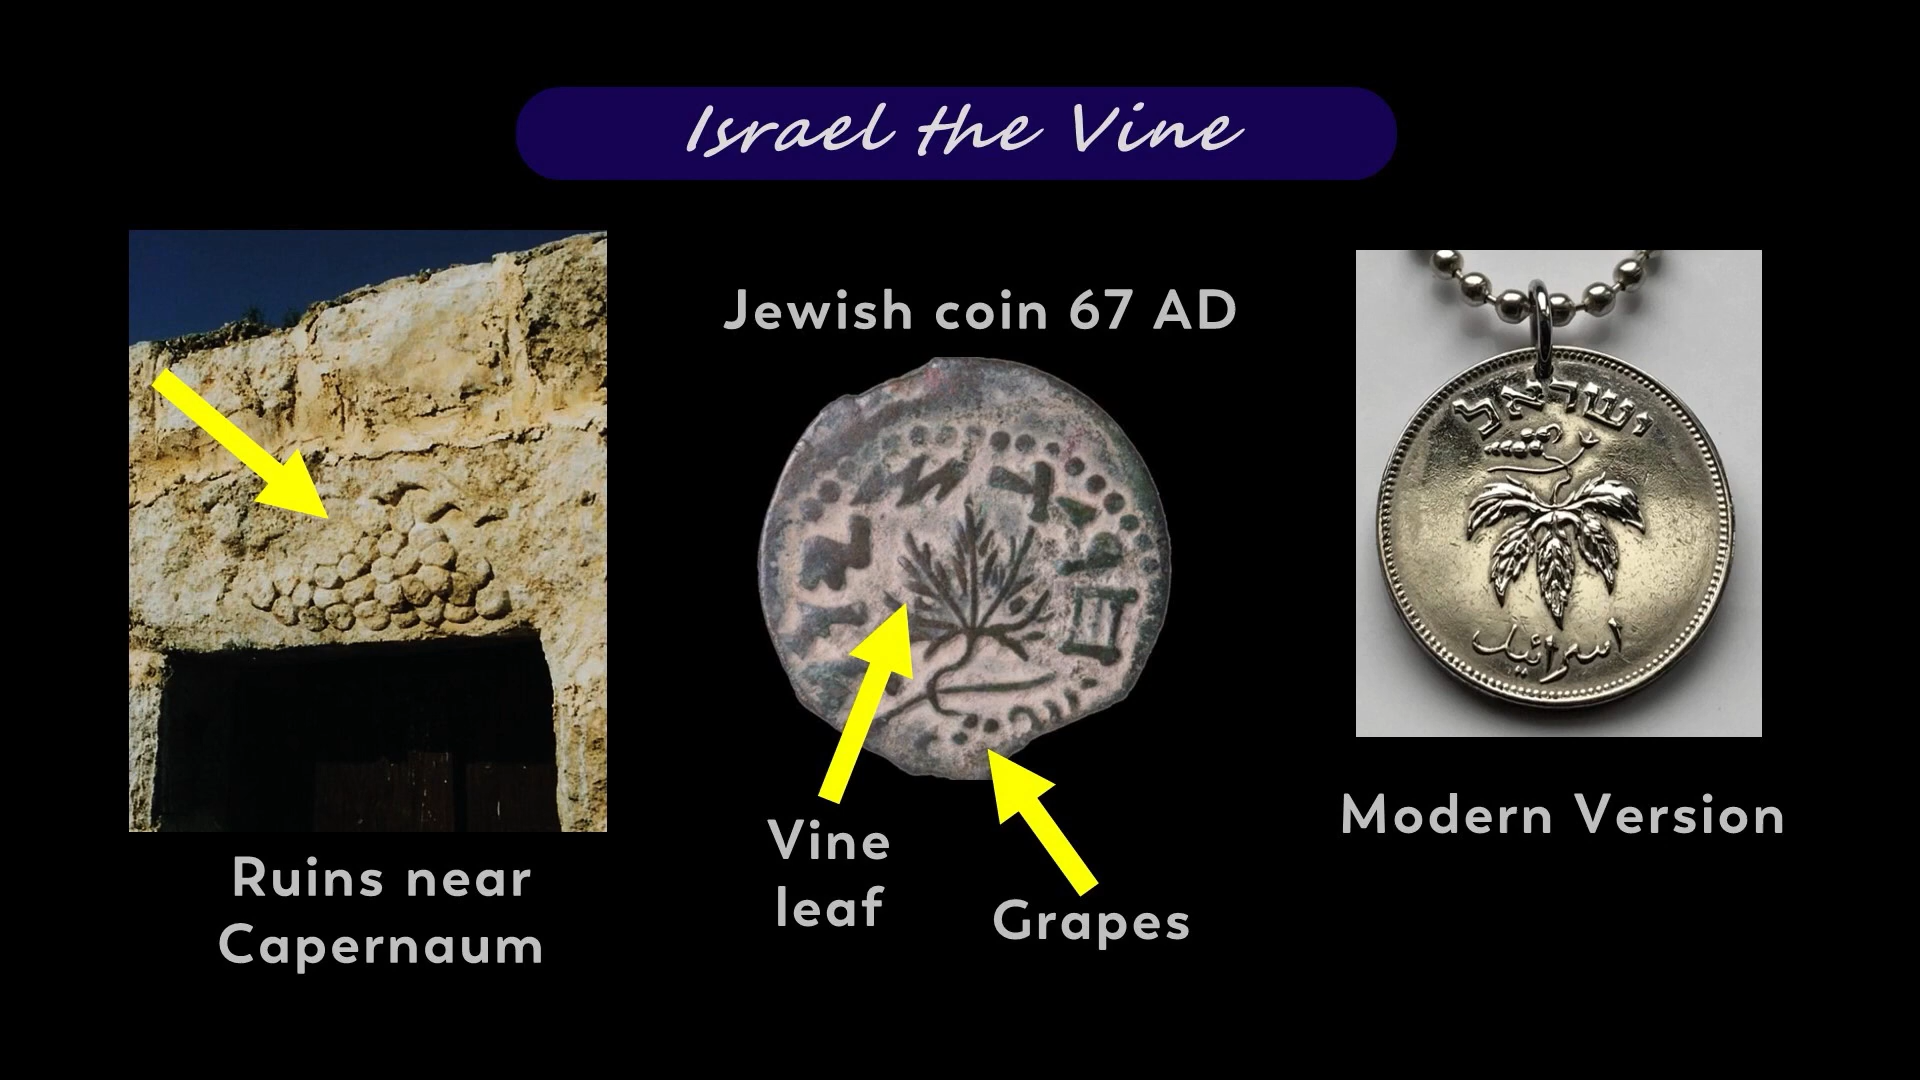 Israel the Vine
Jewish coin 67 AD
ישראל
اسرائيل
Vine
leaf
Grapes
Modern Version
Ruins near
Capernaum